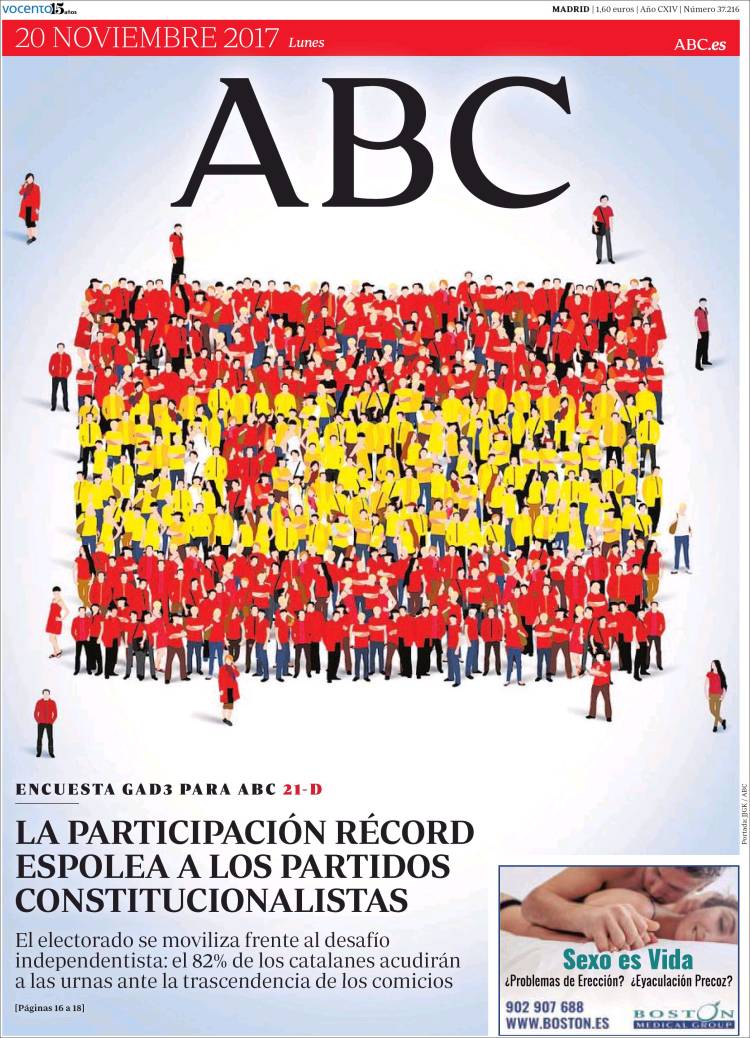 vocento 15 años
MADRID | 1,60 euros | Año CXIV | Número 37.216
20 NOVIEMBRE 2017 Lunes
ABC.es
ABC
ENCUESTA GAD3 PARA ABC 21-D
LA PARTICIPACIÓN RÉCORD
ESPOLEA A LOS PARTIDOS
CONSTITUCIONALISTAS
El electorado se moviliza frente al desafío
independentista: el 82% de los catalanes acudirán
a las urnas ante la trascendencia de los comicios
[Páginas 16 a 18]
Portada: JJGK / ABC
Sexo es Vida
¿Problemas de Erección? ¿Eyaculación Precoz?
902 907 688
WWW.BOSTON.ES
BOSTON
MEDICAL GROUP